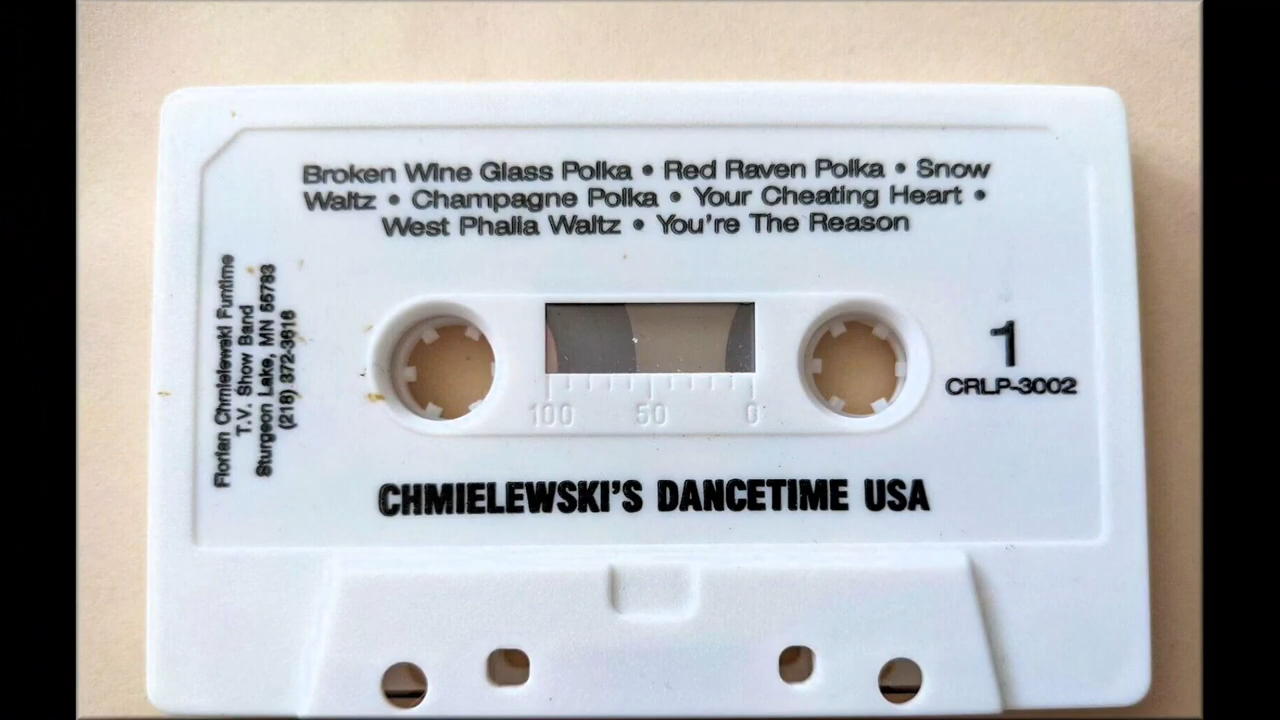 Broken Wine Glass Polka • Red Raven Polka • Snow
Waltz • Champagne Polka • Your Cheating Heart •
West Phalia Waltz • You're The Reason
Florian Chmielewski Funtime
T.V. Show Band
Sturgeon Lake, MN 55783
(218) 372-3616
100 50 0
1
CRLP-3002
CHMIELEWSKI'S DANCETIME USA